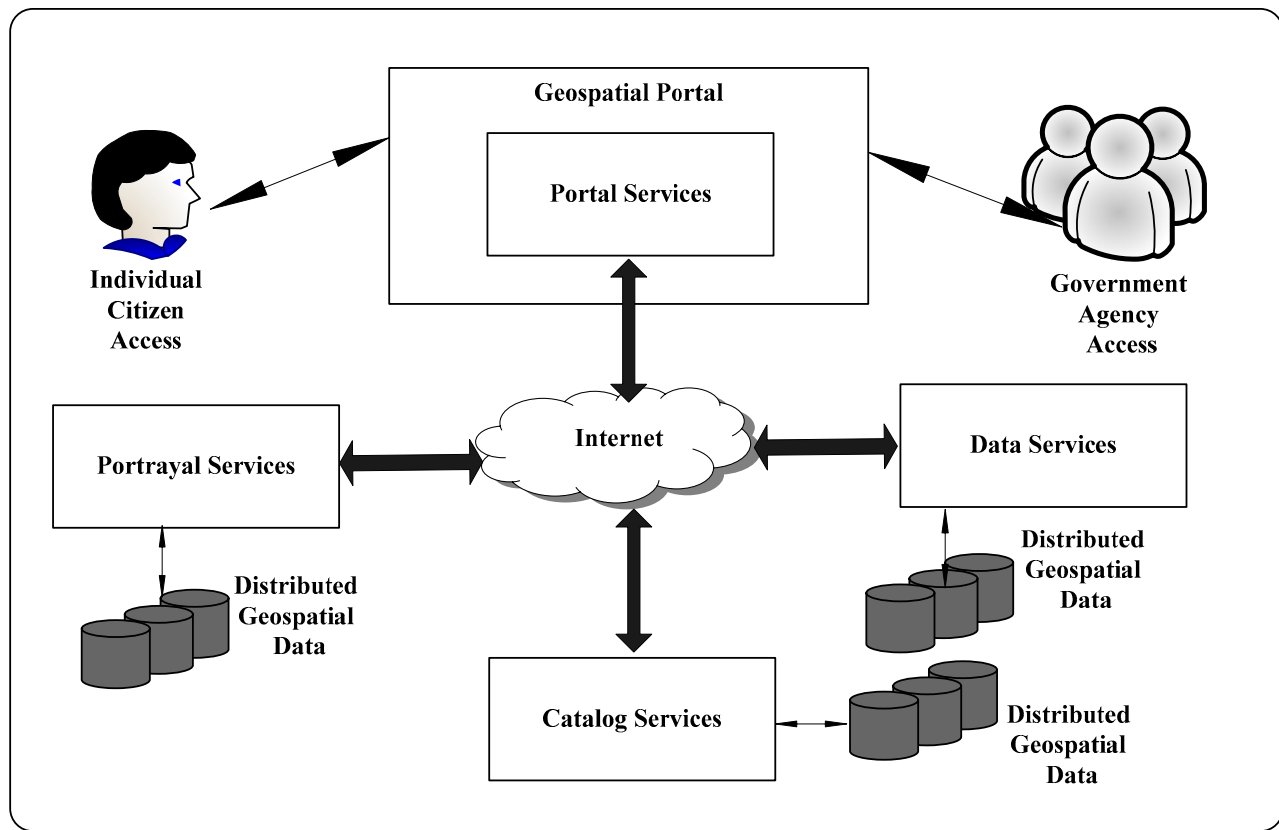 Geospatial Portal
Portal Services
Individual
Citizen
Access
Government
Agency
Access
Internet
Portrayal Services
Data Services
Distributed
Geospatial
Data
Distributed
Geospatial
Data
Catalog Services
Distributed
Geospatial
Data